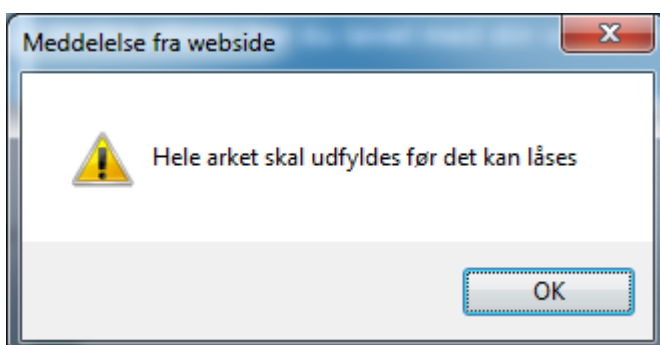 Meddelelse fra webside
Hele arket skal udfyldes før det kan låses
OK